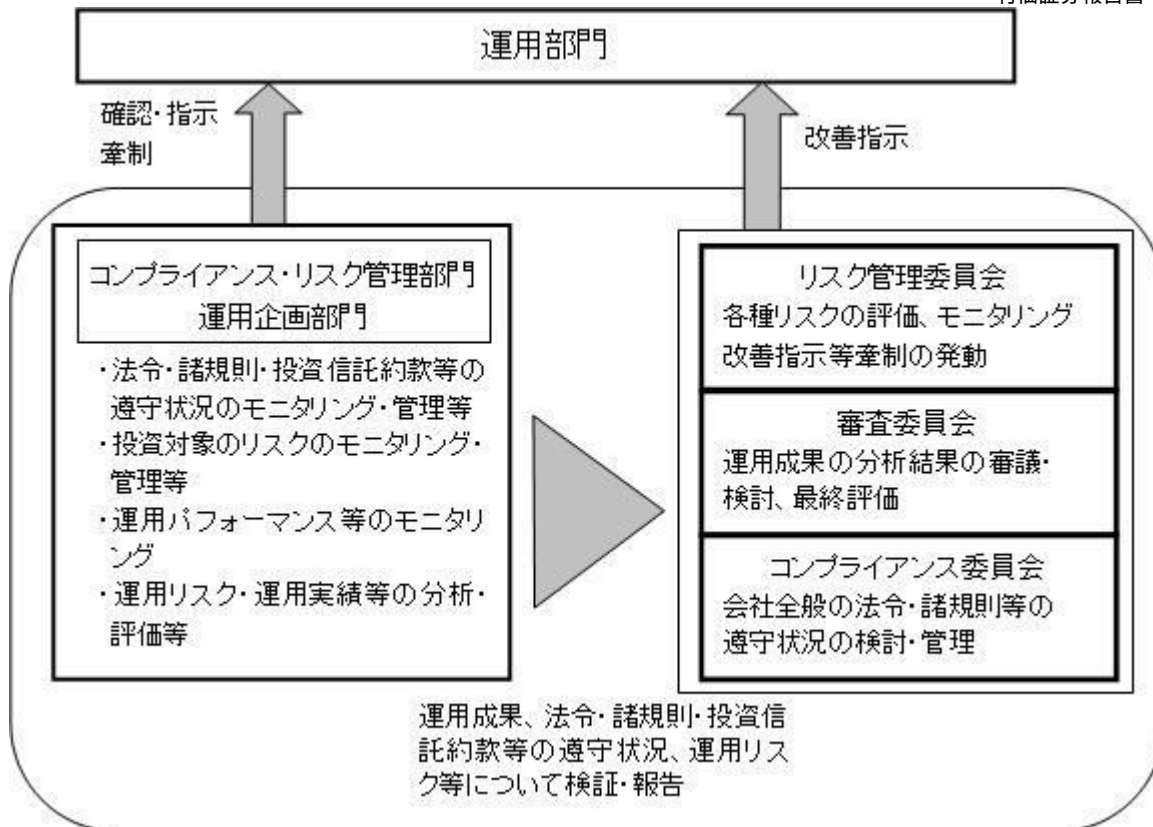 運用部門
確認・指示
牽制
改善指示
コンプライアンス・リスク管理部門
運用企画部門
・法令・諸規則・投資信託約款等の
遵守状況のモニタリング・管理等
・投資対象のリスクのモニタリング・
管理等
・運用パフォーマンス等のモニタリ
ング
・運用リスク・運用実績等の分析・
評価等
リスク管理委員会
各種リスクの評価、モニタリング
改善指示等牽制の発動
審査委員会
運用成果の分析結果の審議・
検討、最終評価
コンプライアンス委員会
会社全般の法令・諸規則等の
遵守状況の検討・管理
運用成果、法令・諸規則・投資信
託約款等の遵守状況、運用リス
ク等について検証・報告